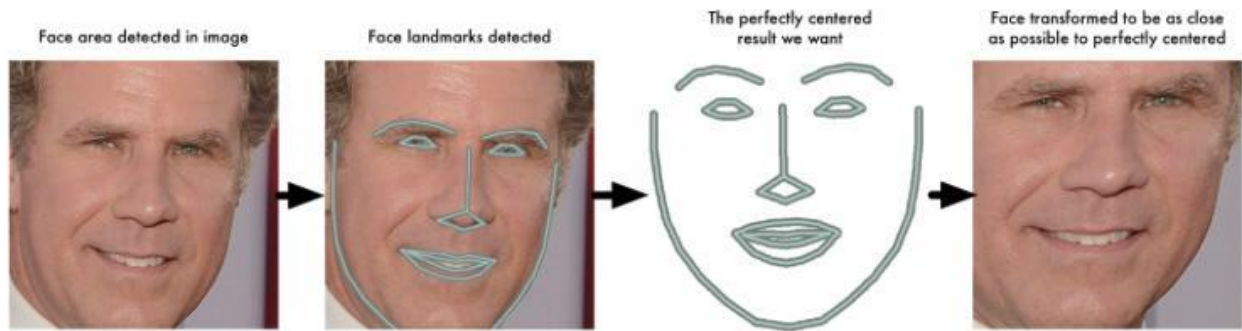 Face area detected in image
Face landmarks detected
The perfectly centered
result we want
Face transformed to be as close
as possible to perfectly centered